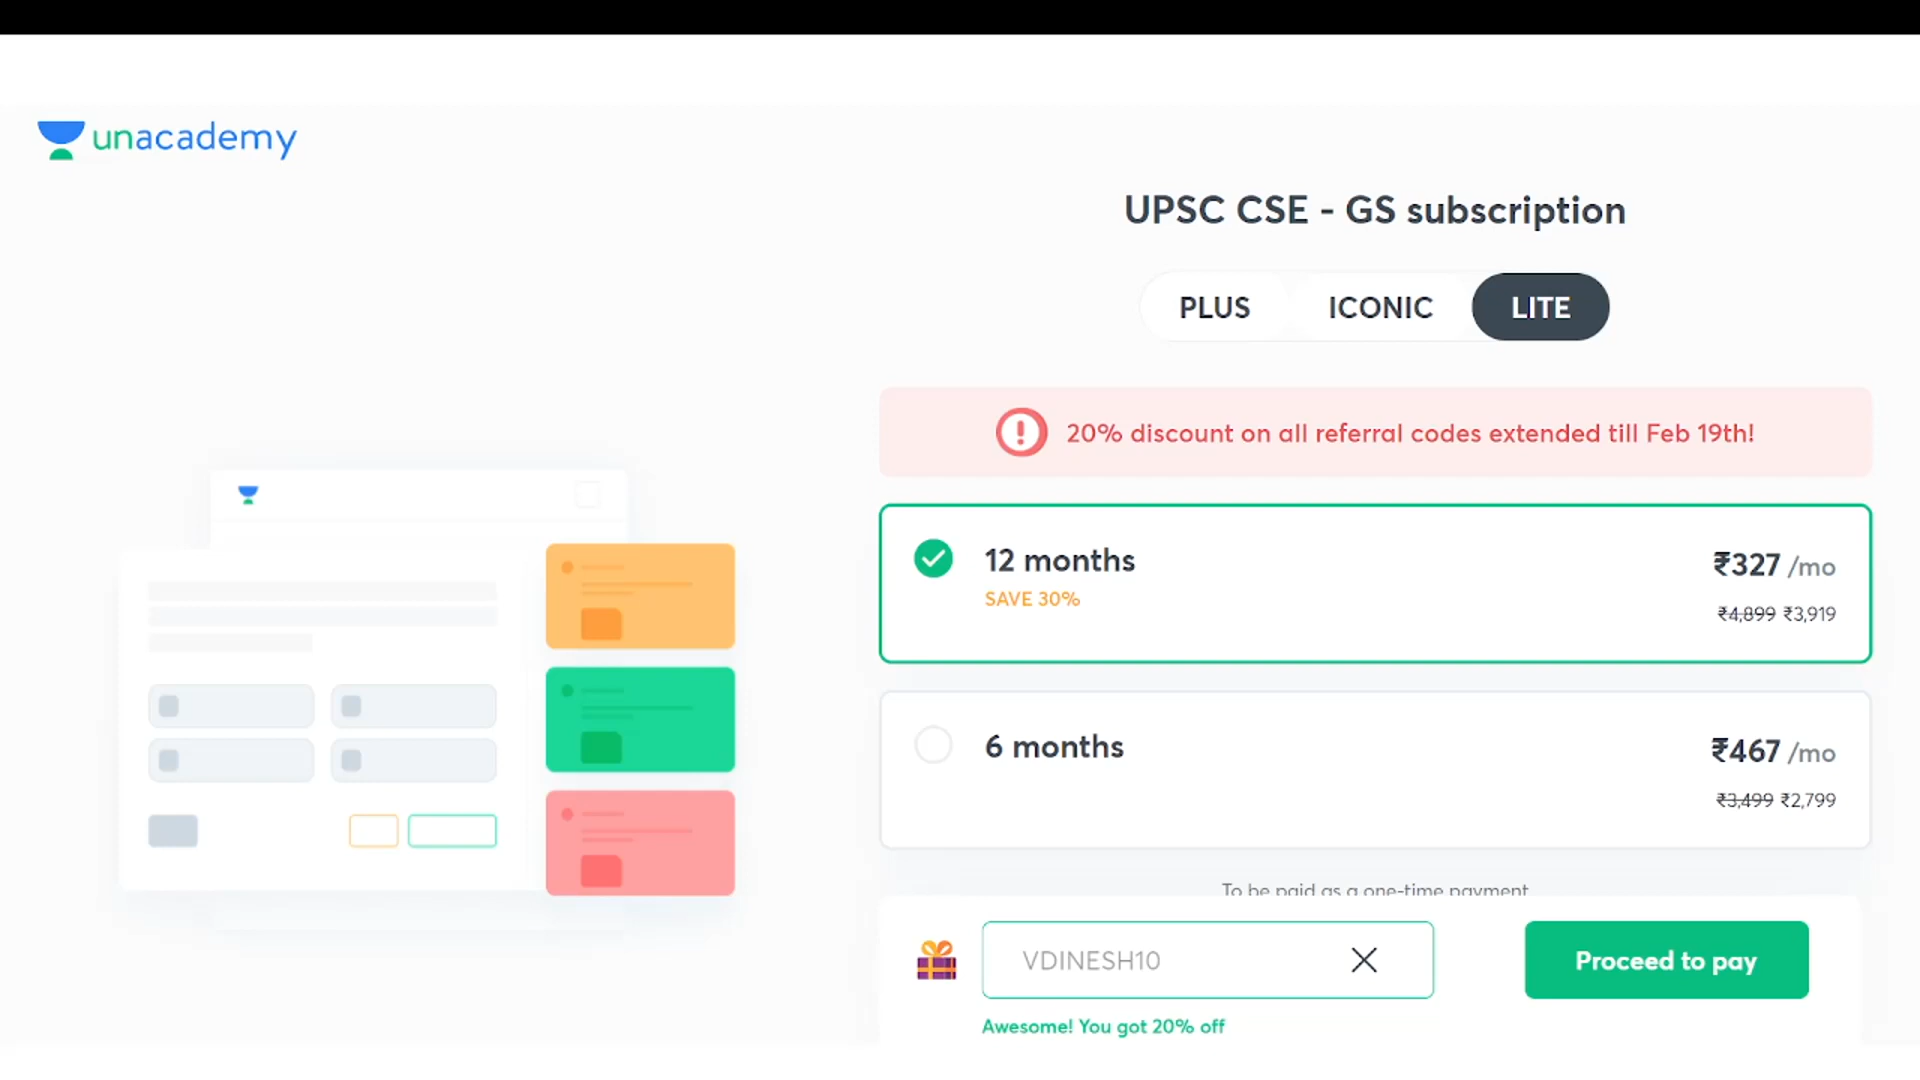 unacademy
UPSC CSE - GS subscription
PLUS ICONIC LITE
20% discount on all referral codes extended till Feb 19th!
12 months ₹327 /mo
SAVE 30% ₹4,899 ₹3,919
6 months ₹467 /mo
₹3,499 ₹2,799
To be paid as a one-time payment
VDINESH10 Proceed to pay
Awesome! You got 20% off